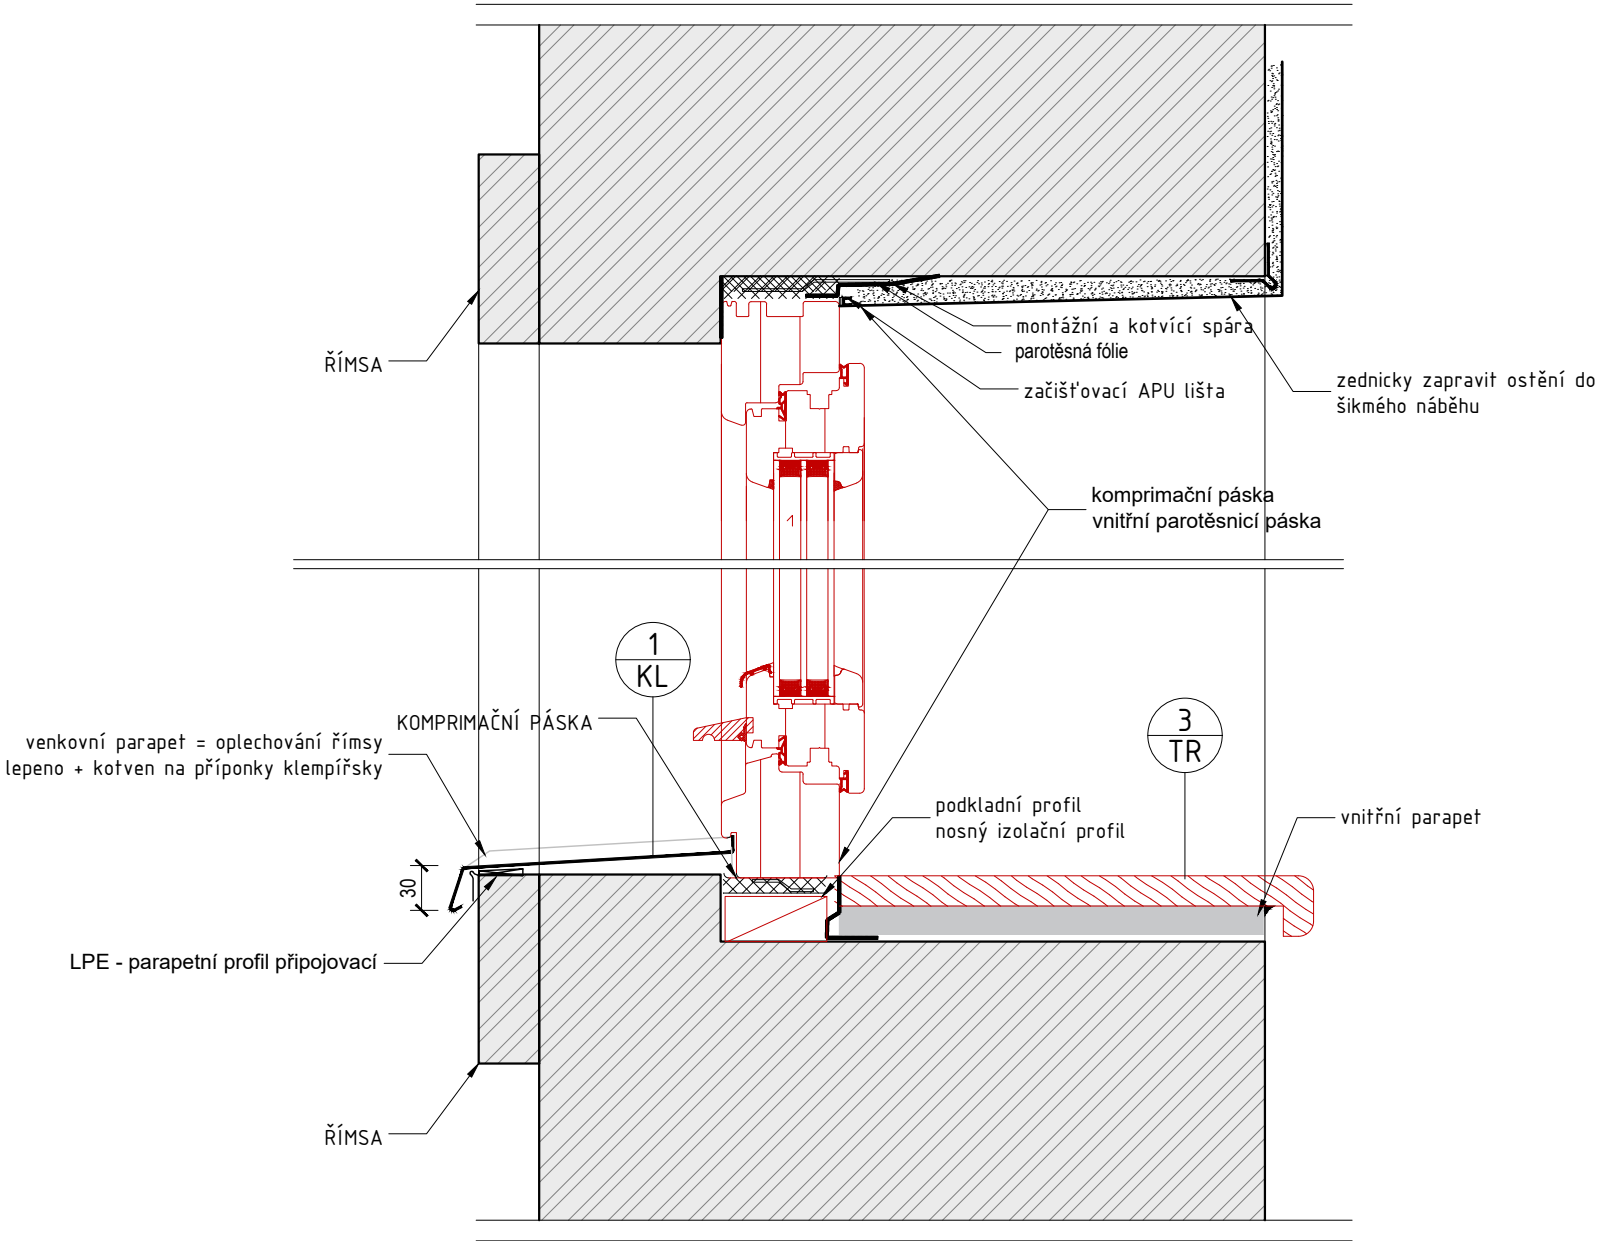 ŘÍMSA
montážní a kotvící spára
parotěsná fólie
začišťovací APU lišta
zednicky zapravit ostění do
šikmého náběhu
komprimační páska
vnitřní parotěsnicí páska
1
1
KL
KOMPRIMAČNÍ PÁSKA
3
TR
venkovní parapet = oplechování římsy
lepeno + kotven na příponky klempířsky
podkladní profil
nosný izolační profil
vnitřní parapet
30
LPE - parapetní profil připojovací
ŘÍMSA